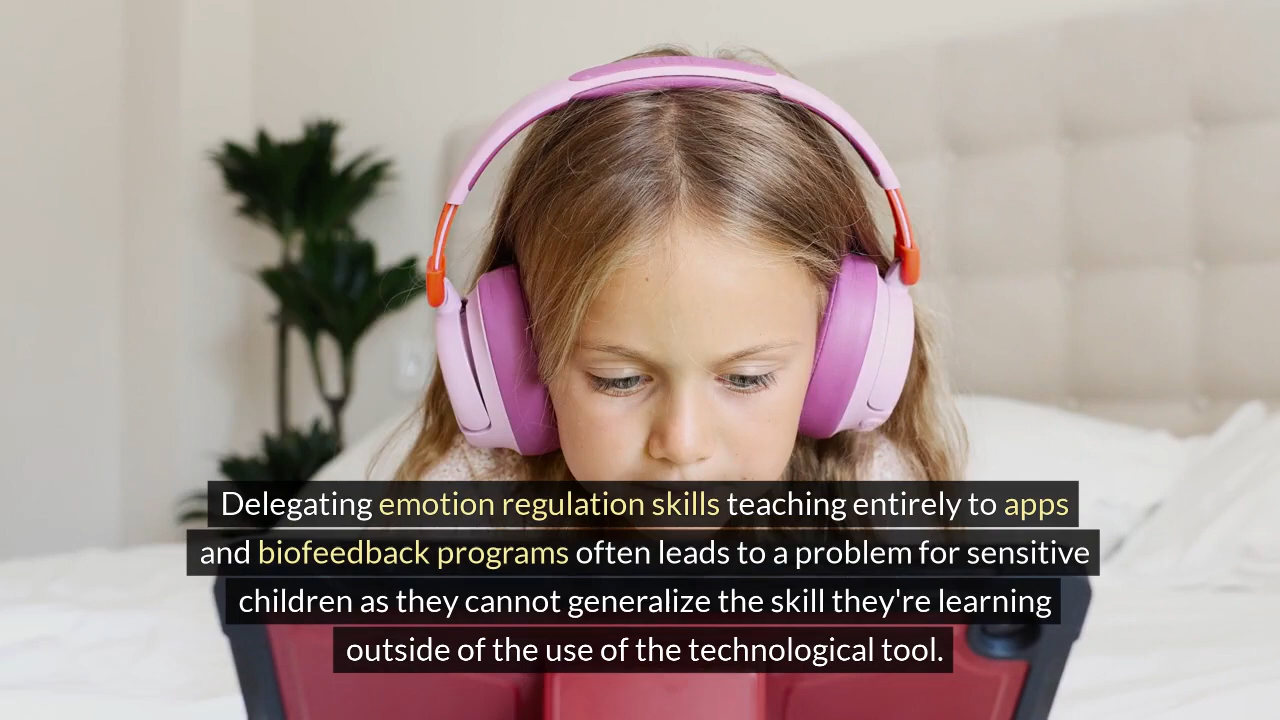 Delegating emotion regulation skills teaching entirely to apps
and biofeedback programs often leads to a problem for sensitive
children as they cannot generalize the skill they're learning
outside of the use of the technological tool.